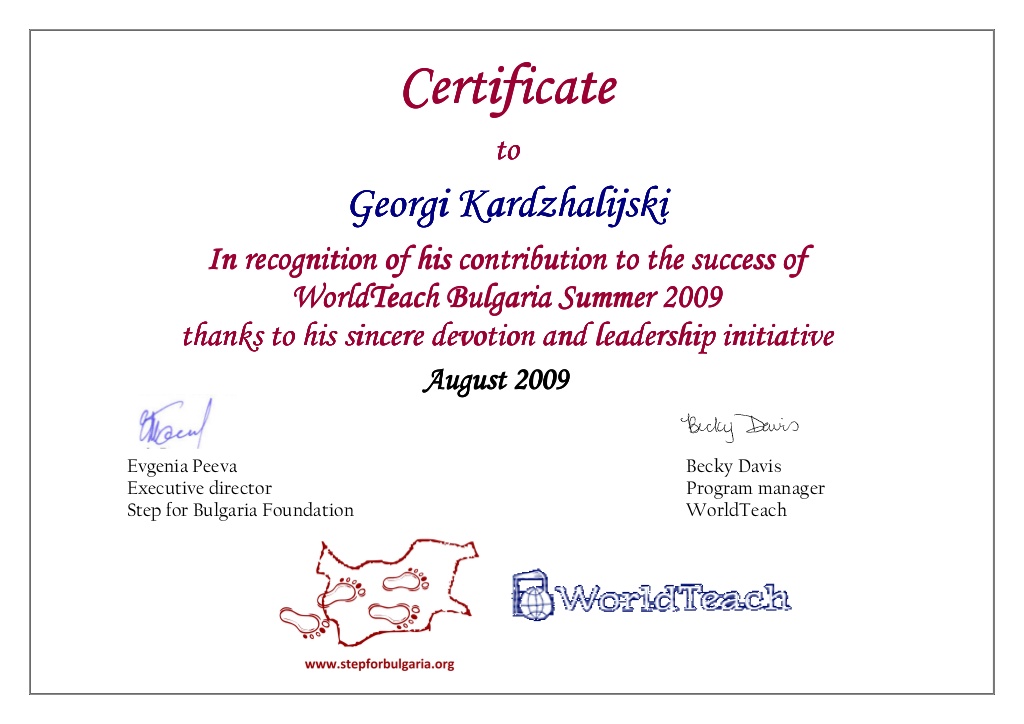 Certificate
to
Georgi Kardzhalijski
In recognition of his contribution to the success of
WorldTeach Bulgaria Summer 2009
thanks to his sincere devotion and leadership initiative
August 2009
Becky Davis
Evgenia Peeva
Executive director
Step for Bulgaria Foundation
Becky Davis
Program manager
WorldTeach
WorldTeach
www.stepforbulgaria.org